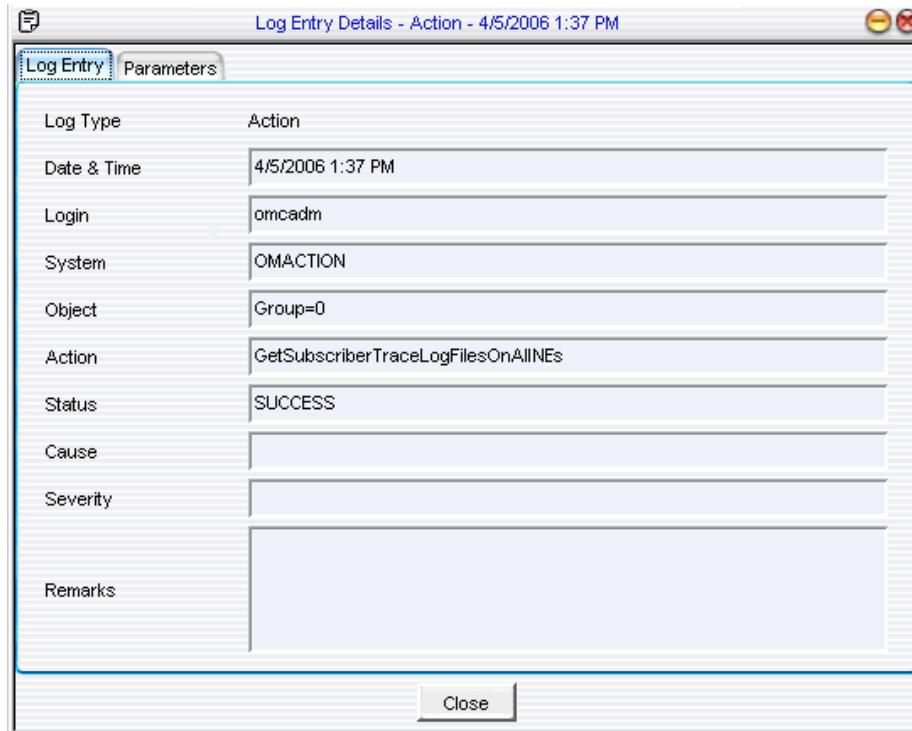 Log Entry Details - Action - 4/5/2006 1:37 PM
Log Entry Parameters
Log Type Action
Date & Time 4/5/2006 1:37 PM
Login omcadm
System OMACTION
Object Group=0
Action GetSubscriberTraceLogFilesOnAllNEs
Status SUCCESS
Cause
Severity
Remarks
Close